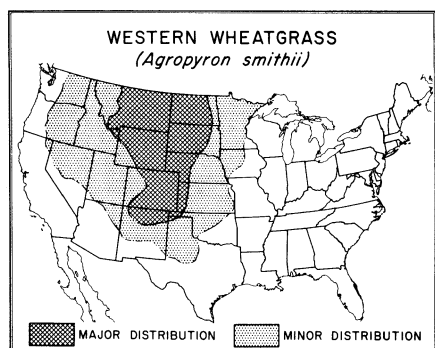 WESTERN WHEATGRASS
(Agropyron smithii)
MAJOR DISTRIBUTION MINOR DISTRIBUTION